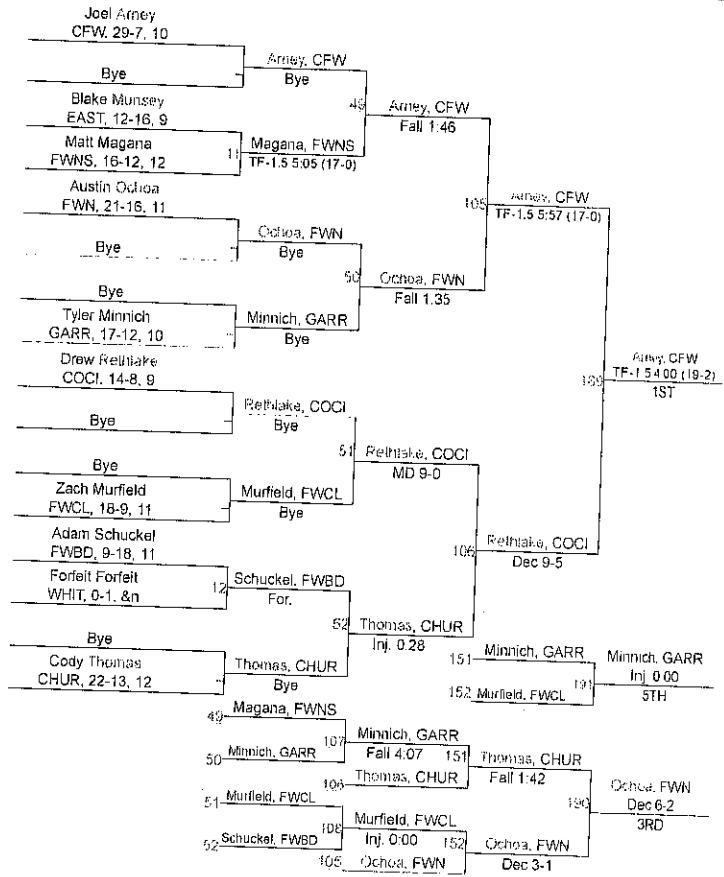 Joel Arney
CFW, 29-7, 10
Bye
Arney, CFW
Bye
Blake Munsey
EAST, 12-16, 9
Matt Magana
FWNS, 16-12, 12
11
Magana, FWNS
TF-1.5 5:05 (17-0)
49
Arney, CFW
Fall 1:46
Austin Ochoa
FWN, 21-16, 11
Bye
Ochoa, FWN
Bye
Bye
Tyler Minnich
GARR, 17-12, 10
Minnich, GARR
Bye
50
Ochoa, FWN
Fall 1:35
105
Arney, CFW
TF-1.5 5:57 (17-0)
Drew Rethlake
COCI, 14-8, 9
Bye
Rethlake, COCI
Bye
Bye
Zach Murfield
FWCL, 18-9, 11
Murfield, FWCL
Bye
51
Rethlake, COCI
MD 9-0
Adam Schuckel
FWBD, 9-18, 11
Forfeit Forfeit
WHIT, 0-1, &n
12
Schuckel, FWBD
For.
Bye
Cody Thomas
CHUR, 22-13, 12
Thomas, CHUR
Bye
52
Thomas, CHUR
Inj. 0:28
106
Rethlake, COCI
Dec 9-5
189
Arney, CFW
TF-1.5 4:00 (19-2)
1ST
151
Minnich, GARR
152
Murfield, FWCL
191
Minnich, GARR
Inj. 0:00
5TH
49
Magana, FWNS
50
Minnich, GARR
107
Minnich, GARR
Fall 4:07
106
Thomas, CHUR
151
Thomas, CHUR
Fall 1:42
51
Murfield, FWCL
52
Schuckel, FWBD
108
Murfield, FWCL
Inj. 0:00
105
Ochoa, FWN
152
Ochoa, FWN
Dec 3-1
190
Ochoa, FWN
Dec 6-2
3RD